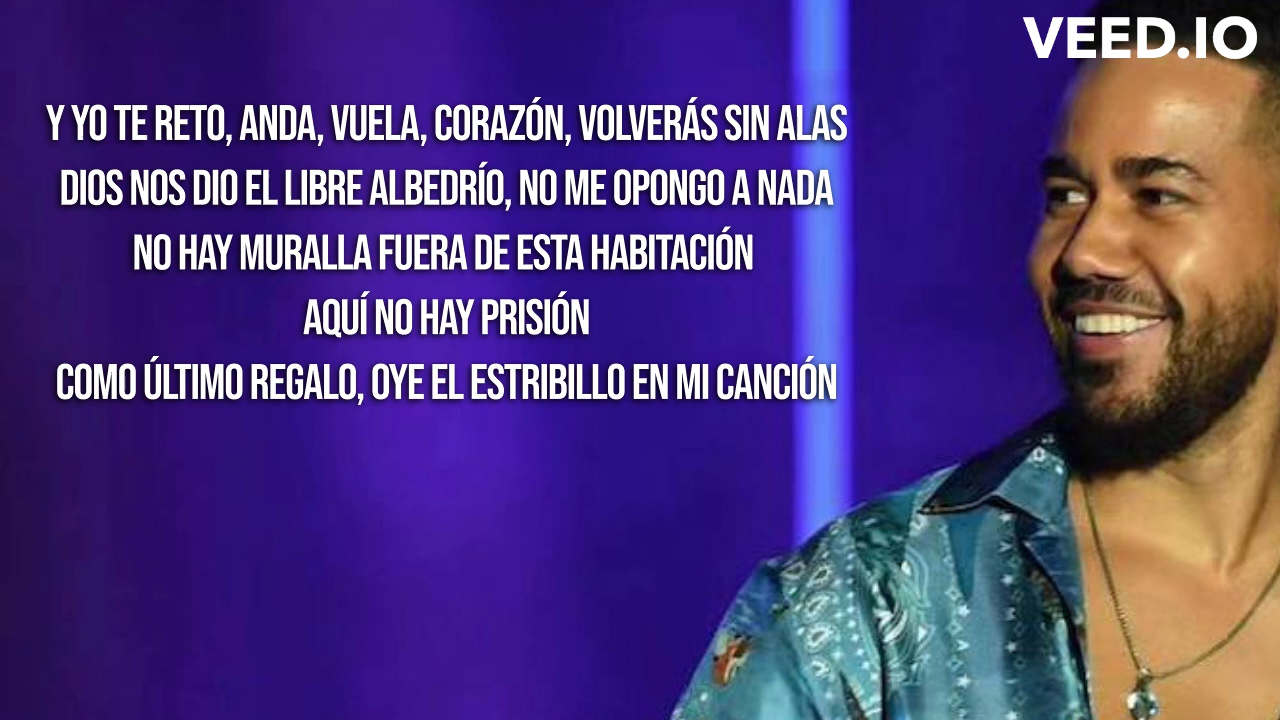 VEED.IO
Y YO TE RETO, ANDA, VUELA, CORAZÓN, VOLVERÁS SIN ALAS
DIOS NOS DIO EL LIBRE ALBEDRÍO, NO ME OPONGO A NADA
NO HAY MURALLA FUERA DE ESTA HABITACIÓN
AQUÍ NO HAY PRISIÓN
COMO ÚLTIMO REGALO, OYE EL ESTRIBILLO EN MI CANCIÓN